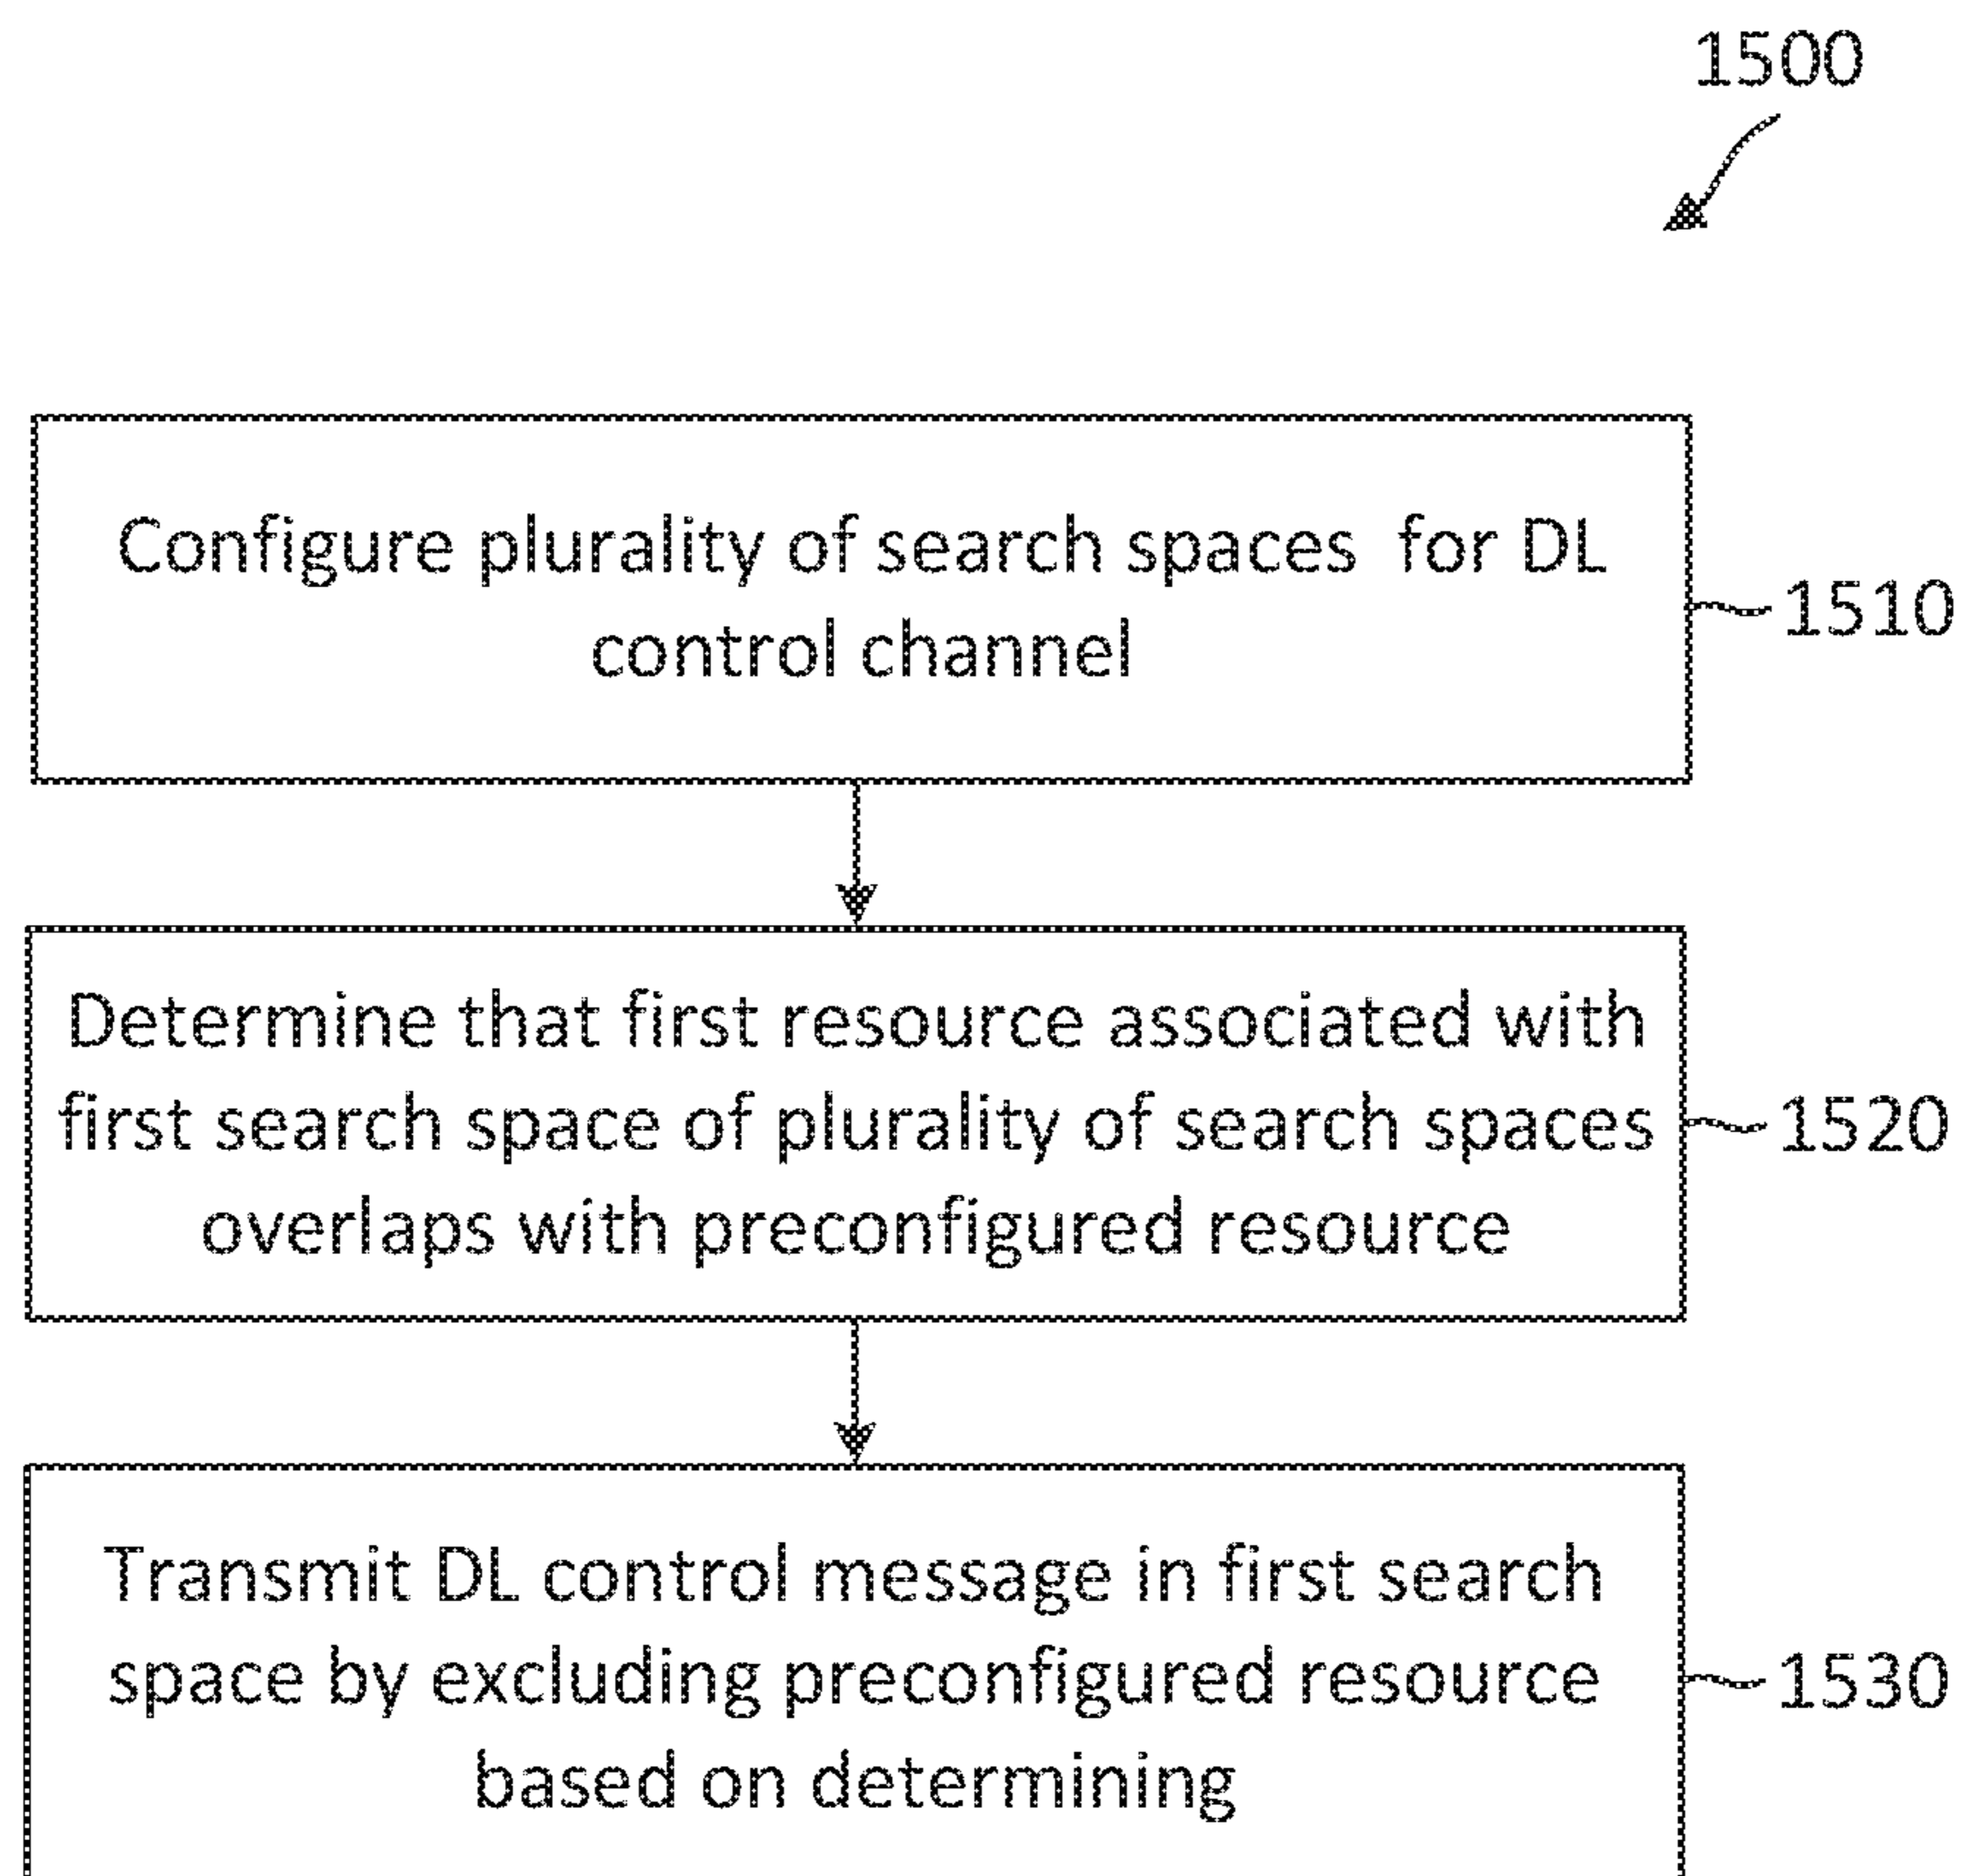 1500
Configure plurality of search spaces for DL
control channel
1510
Determine that first resource associated with
first search space of plurality of search spaces
overlaps with preconfigured resource
1520
Transmit DL control message in first search
space by excluding preconfigured resource
based on determining
1530